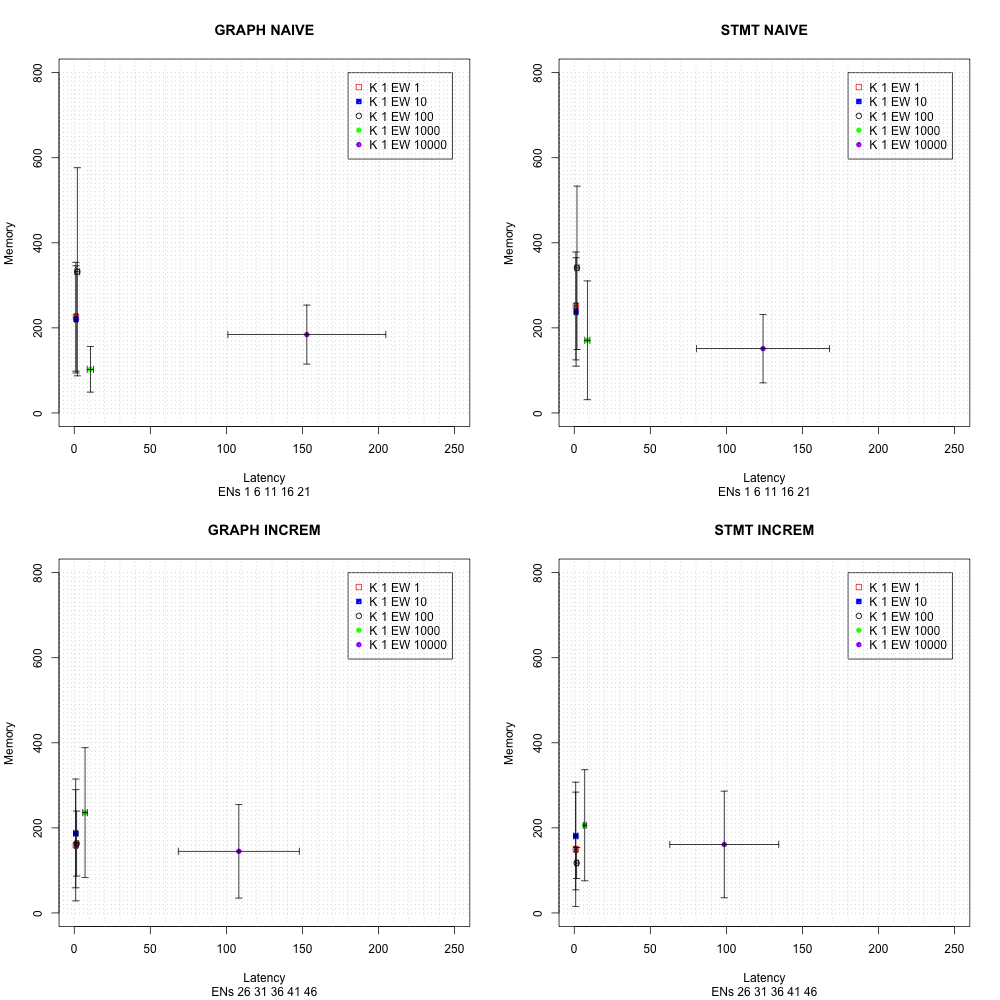 GRAPH NAIVE
800
600
400
200
0
Memory
K 1 EW 1
K 1 EW 10
K 1 EW 100
K 1 EW 1000
K 1 EW 10000
0 50 100 150 200 250
Latency
ENs 1 6 11 16 21
STMT NAIVE
800
600
400
200
0
Memory
K 1 EW 1
K 1 EW 10
K 1 EW 100
K 1 EW 1000
K 1 EW 10000
0 50 100 150 200 250
Latency
ENs 1 6 11 16 21
GRAPH INCREM
800
600
400
200
0
Memory
K 1 EW 1
K 1 EW 10
K 1 EW 100
K 1 EW 1000
K 1 EW 10000
0 50 100 150 200 250
Latency
ENs 26 31 36 41 46
STMT INCREM
800
600
400
200
0
Memory
K 1 EW 1
K 1 EW 10
K 1 EW 100
K 1 EW 1000
K 1 EW 10000
0 50 100 150 200 250
Latency
ENs 26 31 36 41 46